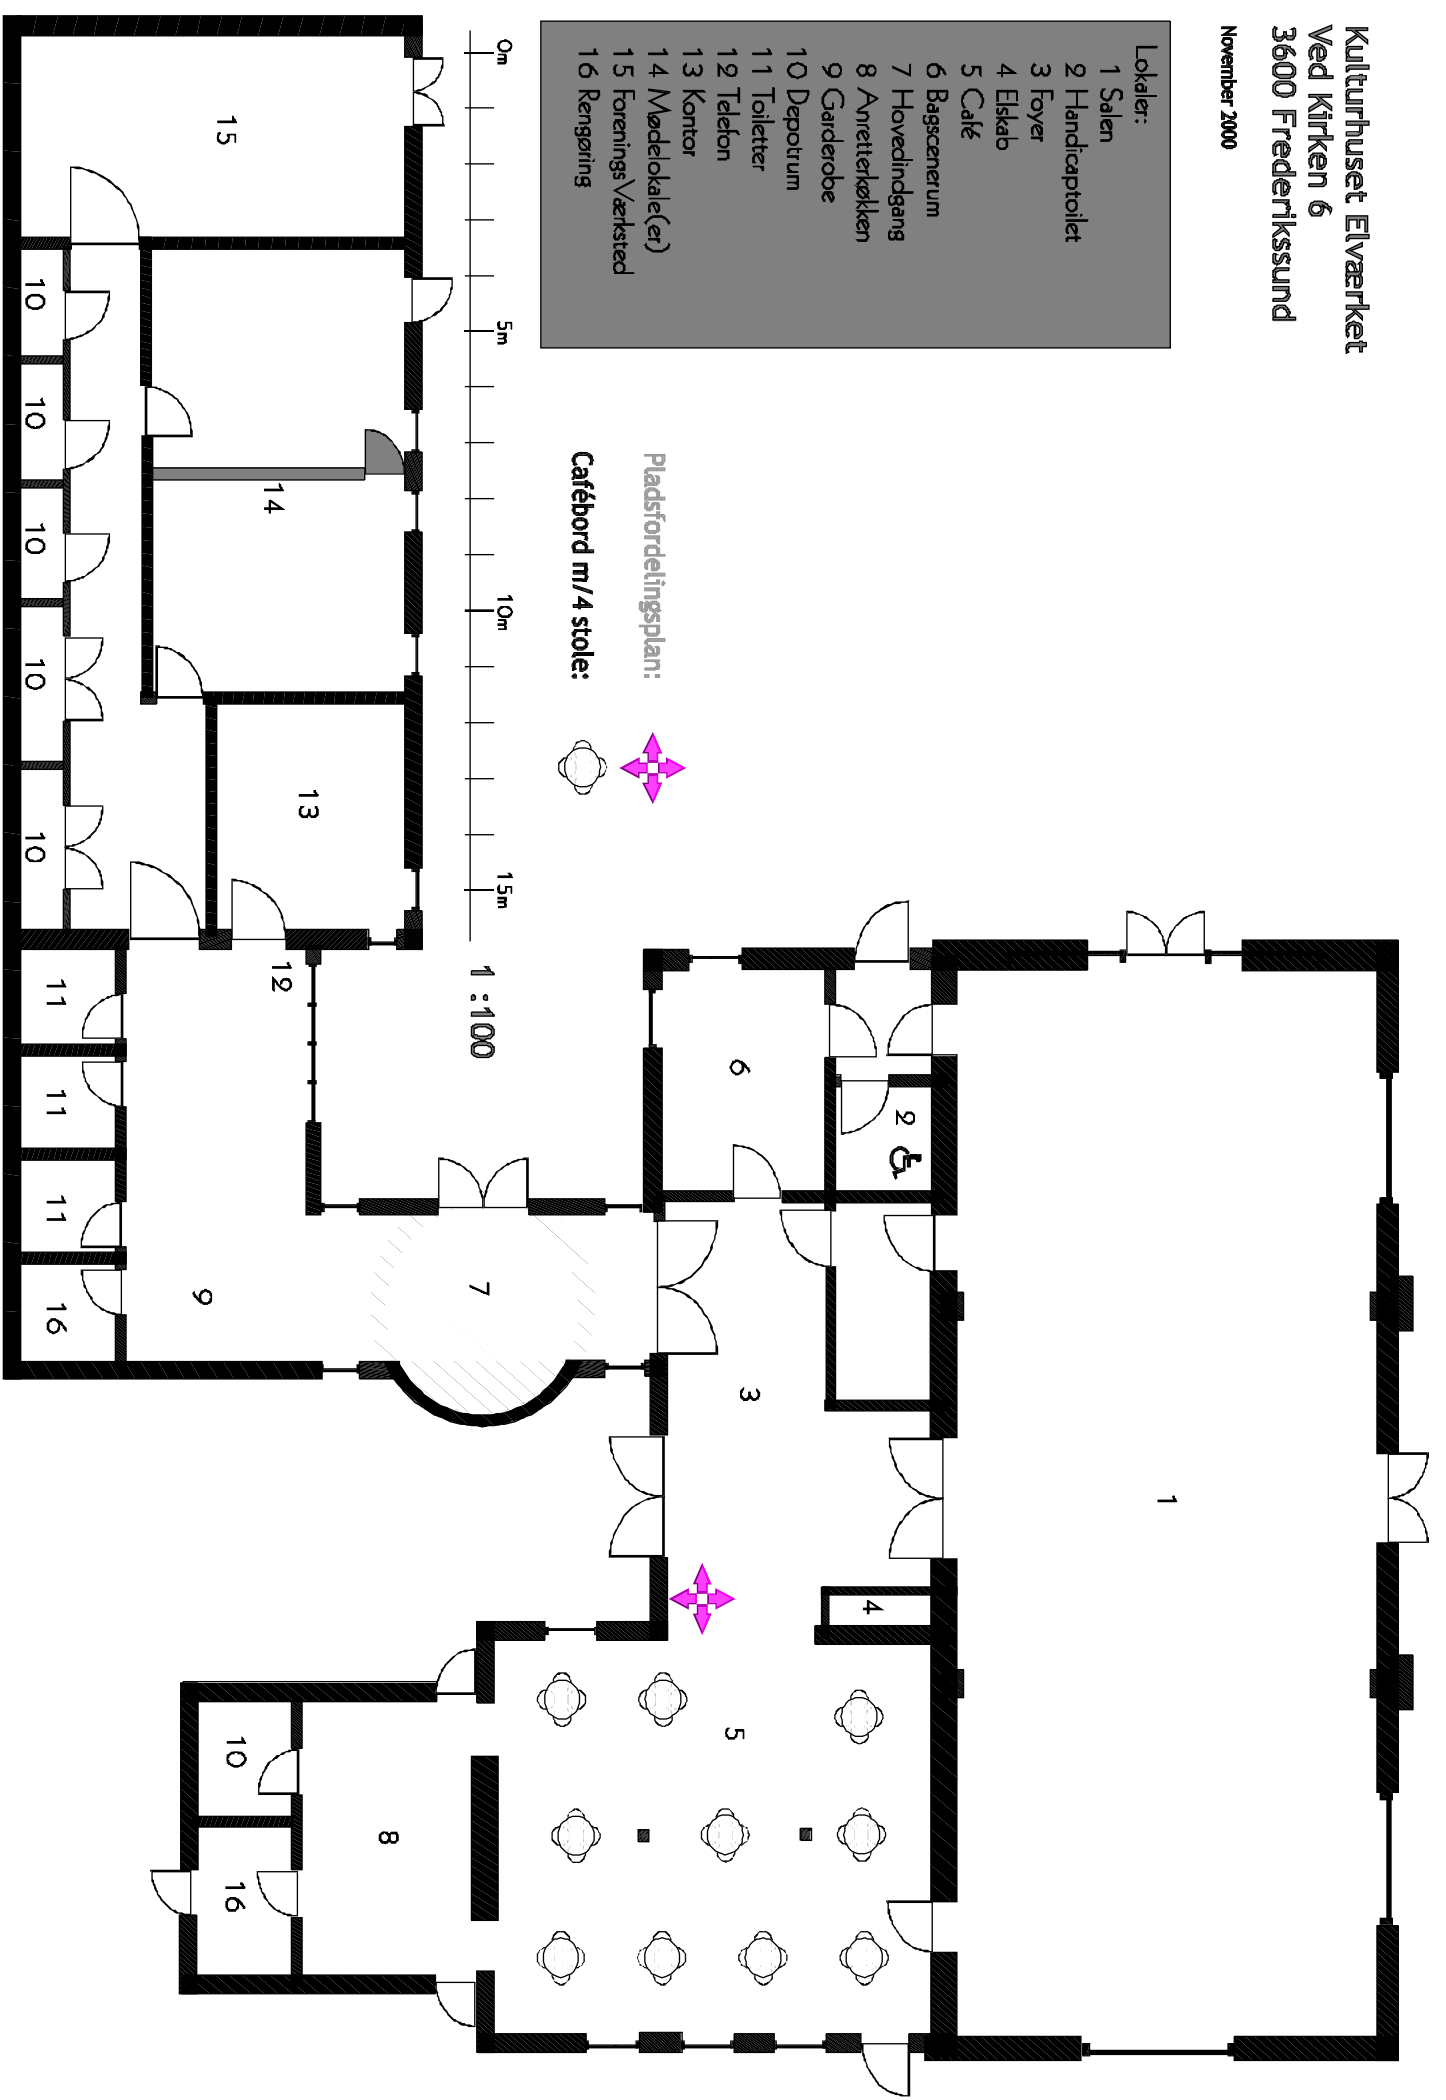 Kulturhuset Elværket
Ved Kirken 6
3600 Frederikssund
November 2000
Lokaler:
1 Salen
2 Handicaptoilet
3 Foyer
4 Elskab
5 Café
6 Bagscenerum
7 Hovedindgang
8 Anretterkøkken
9 Garderobe
10 Depotrum
11 Toiletter
12 Telefon
13 Kontor
14 Mødelokale(er)
15 ForeningsVærksted
16 Rengøring
Pladsfordelingsplan:
Cafébord m/4 stole:
0m
5m
10m
15m
1:100
1
2
6
3
4
5
7
12
9
13
14
15
10
10
10
10
10
11
11
11
16
8
10
16